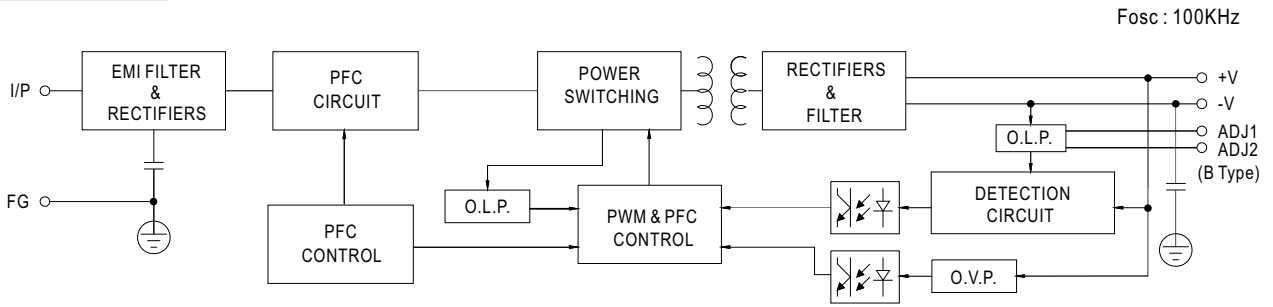 Fosc : 100KHz
I/P
EMI FILTER
&
RECTIFIERS
PFC
CIRCUIT
POWER
SWITCHING
RECTIFIERS
&
FILTER
+V
-V
O.L.P.
ADJ1
ADJ2
(B Type)
FG
O.L.P.
PFC
CONTROL
PWM & PFC
CONTROL
DETECTION
CIRCUIT
O.V.P.